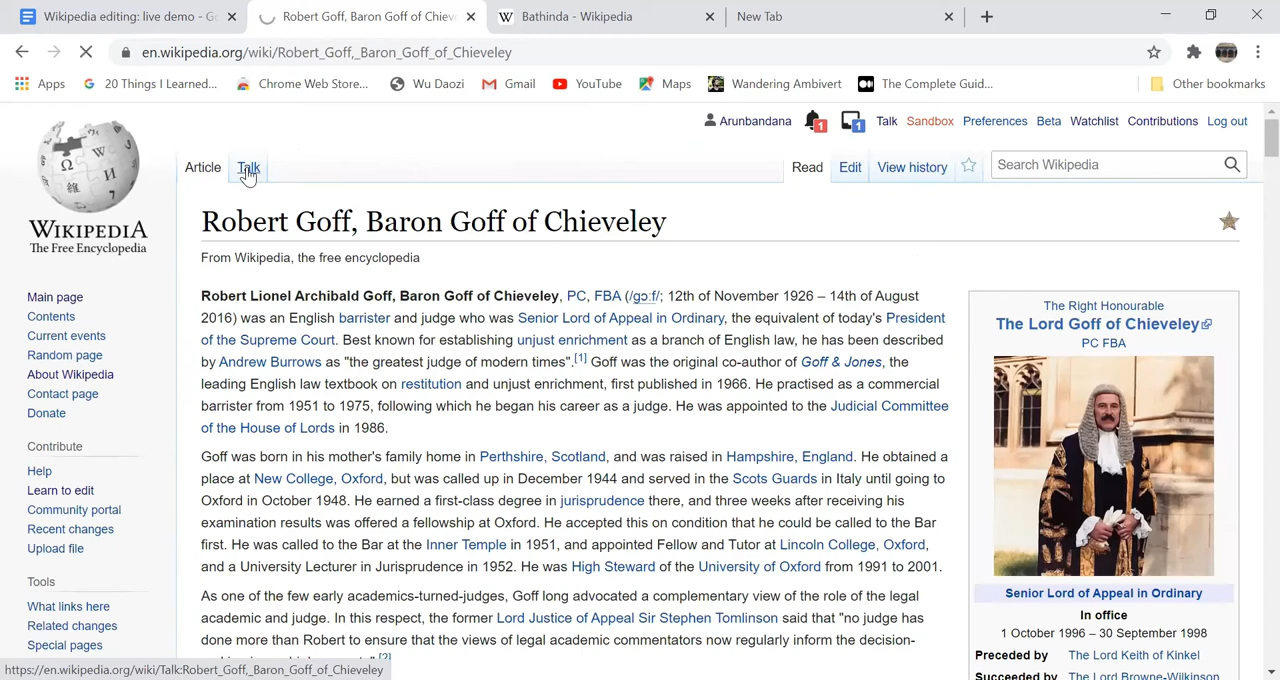 Wikipedia editing: live demo - Go
Robert Goff, Baron Goff of Chieve
Bathinda - Wikipedia
New Tab
en.wikipedia.org/wiki/Robert_Goff,_Baron_Goff_of_Chieveley
Apps
20 Things I Learned...
Chrome Web Store...
Wu Daozi
Gmail
YouTube
Maps
Wandering Ambivert
The Complete Guid...
Other bookmarks
Arunbandana
1
1
Talk
Sandbox
Preferences
Beta
Watchlist
Contributions
Log out
Article
Talk
Read
Edit
View history
Search Wikipedia
WIKIPEDIA
The Free Encyclopedia
Main page
Contents
Current events
Random page
About Wikipedia
Contact page
Donate
Contribute
Help
Learn to edit
Community portal
Recent changes
Upload file
Tools
What links here
Related changes
Special pages
Robert Goff, Baron Goff of Chieveley
From Wikipedia, the free encyclopedia
Robert Lionel Archibald Goff, Baron Goff of Chieveley, PC, FBA (/ɡɔːf/; 12th of November 1926 – 14th of August
2016) was an English barrister and judge who was Senior Lord of Appeal in Ordinary, the equivalent of today's President
of the Supreme Court. Best known for establishing unjust enrichment as a branch of English law, he has been described
by Andrew Burrows as "the greatest judge of modern times".[1] Goff was the original co-author of Goff & Jones, the
leading English law textbook on restitution and unjust enrichment, first published in 1966. He practised as a commercial
barrister from 1951 to 1975, following which he began his career as a judge. He was appointed to the Judicial Committee
of the House of Lords in 1986.
Goff was born in his mother's family home in Perthshire, Scotland, and was raised in Hampshire, England. He obtained a
place at New College, Oxford, but was called up in December 1944 and served in the Scots Guards in Italy until going to
Oxford in October 1948. He earned a first-class degree in jurisprudence there, and three weeks after receiving his
examination results was offered a fellowship at Oxford. He accepted this on condition that he could be called to the Bar
first. He was called to the Bar at the Inner Temple in 1951, and appointed Fellow and Tutor at Lincoln College, Oxford,
and a University Lecturer in Jurisprudence in 1952. He was High Steward of the University of Oxford from 1991 to 2001.
As one of the few early academics-turned-judges, Goff long advocated a complementary view of the role of the legal
academic and judge. In this respect, the former Lord Justice of Appeal Sir Stephen Tomlinson said that "no judge has
done more than Robert to ensure that the views of legal academic commentators now regularly inform the decision-
[2]
The Right Honourable
The Lord Goff of Chieveley
PC FBA
Senior Lord of Appeal in Ordinary
In office
1 October 1996 – 30 September 1998
Preceded by The Lord Keith of Kinkel
Succeeded by The Lord Browne-Wilkinson
https://en.wikipedia.org/wiki/Talk:Robert_Goff,_Baron_Goff_of_Chieveley